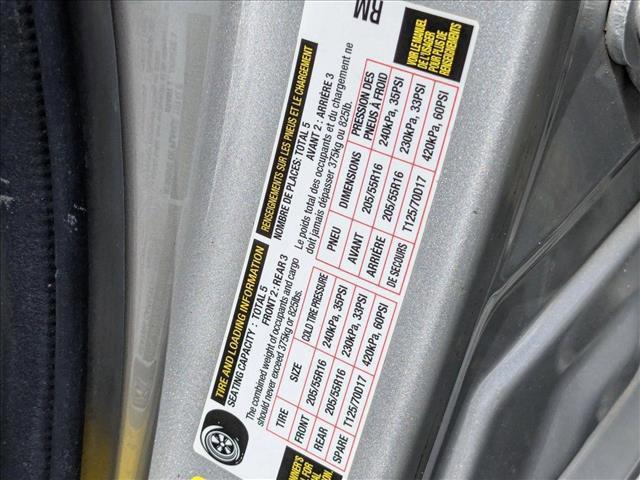 TIRE AND LOADING INFORMATION
SEATING CAPACITY : TOTAL 5
FRONT 2 : REAR 3
The combined weight of occupants and cargo
should never exceed 375kg or 825lbs.
TIRE SIZE COLD TIRE PRESSURE
FRONT 205/55R16 240kPa, 35PSI
REAR 205/55R16 230kPa, 33PSI
SPARE T125/70D17 420kPa, 60PSI
RENSEIGNEMENTS SUR LES PNEUS ET LE CHARGEMENT
NOMBRE DE PLACES: TOTAL 5
AVANT 2 : ARRIÈRE 3
Le poids total des occupants et du chargement ne
doit jamais dépasser 375kg ou 825lb.
PNEU DIMENSIONS PRESSION DES
PNEUS À FROID
AVANT 205/55R16 240kPa, 35PSI
ARRIÈRE 205/55R16 230kPa, 33PSI
DE SECOURS T125/70D17 420kPa, 60PSI
VOIR LE MANUEL
DE L'USAGER
POUR PLUS DE
RENSEIGNEMENTS
RM